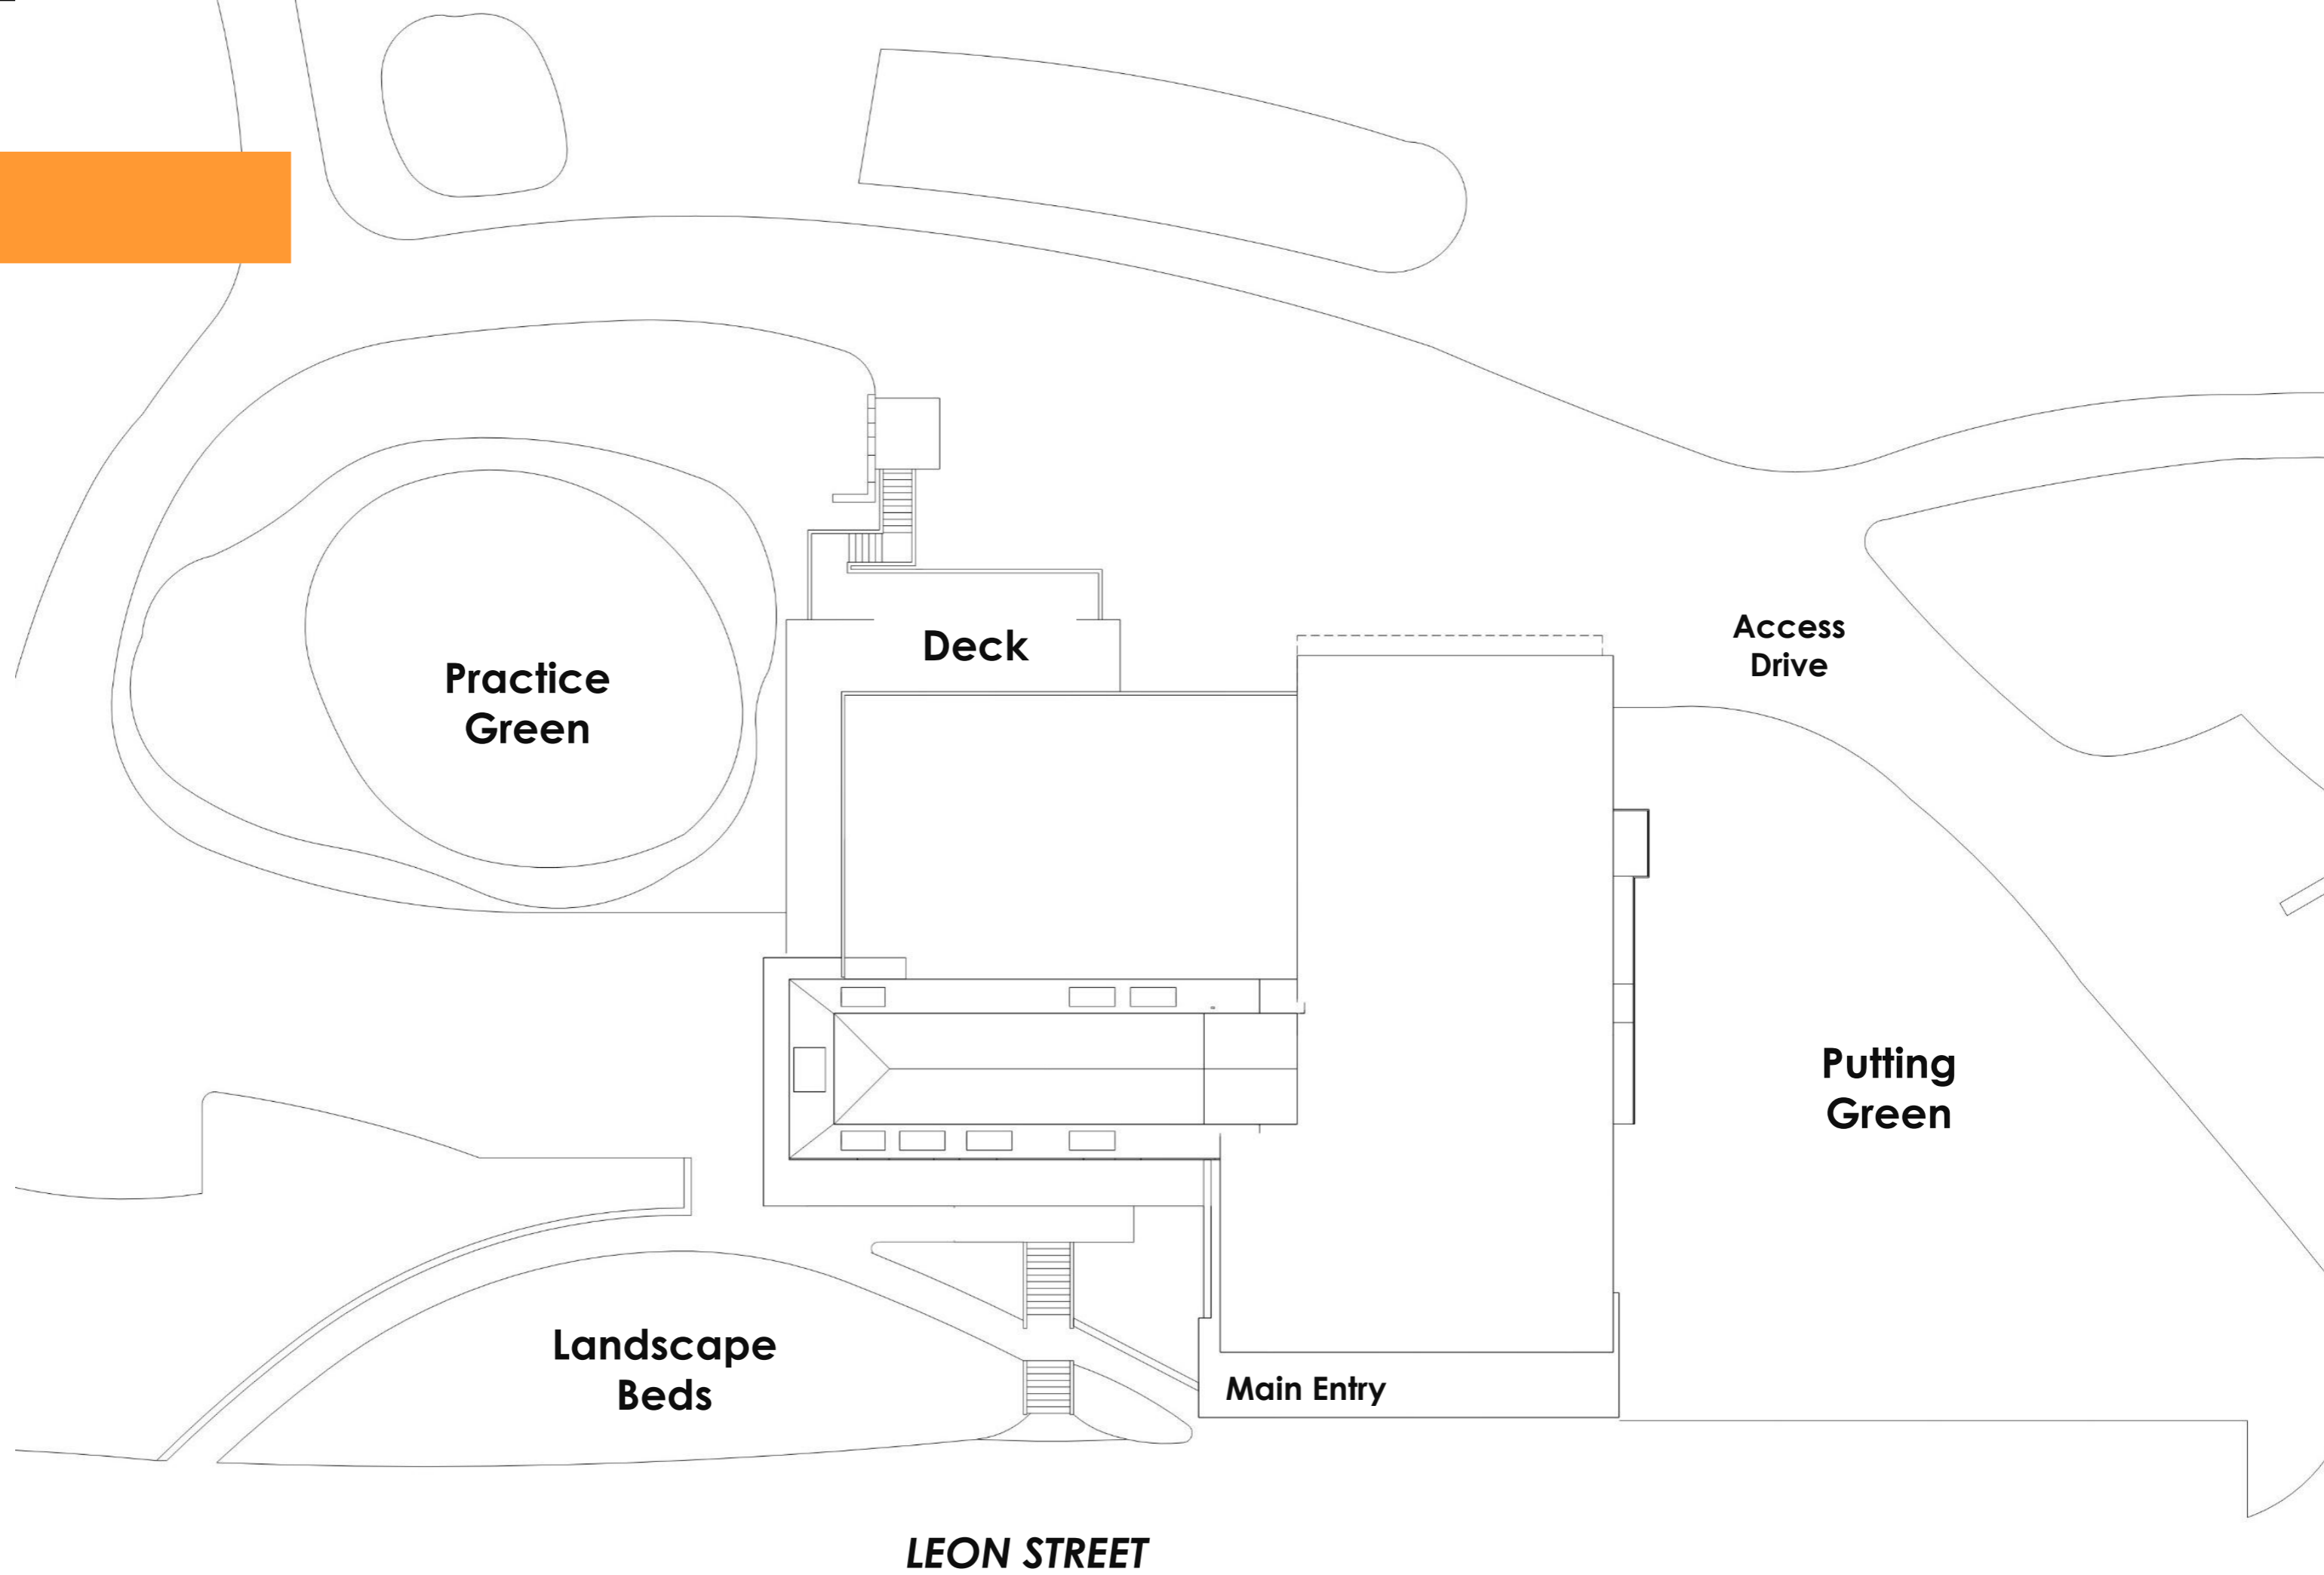 Access
Drive
Deck
Practice
Green
Putting
Green
Landscape
Beds
Main Entry
LEON STREET